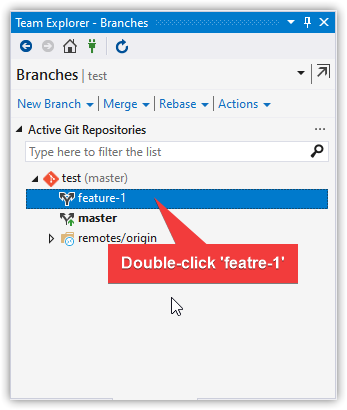 Team Explorer - Branches
Branches | test
New Branch | Merge | Rebase | Actions
Active Git Repositories
Type here to filter the list
test (master)
feature-1
master
remotes/origin
Double-click 'featre-1'